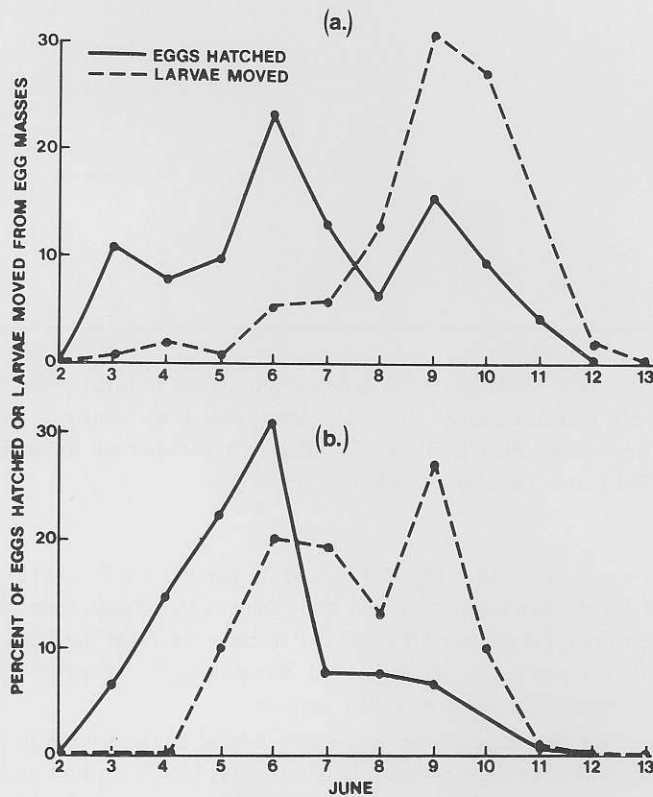 (a.)
EGGS HATCHED
LARVAE MOVED
30
20
10
0
2 3 4 5 6 7 8 9 10 11 12 13
(b.)
30
20
10
0
2 3 4 5 6 7 8 9 10 11 12 13
JUNE
PERCENT OF EGGS HATCHED OR LARVAE MOVED FROM EGG MASSES